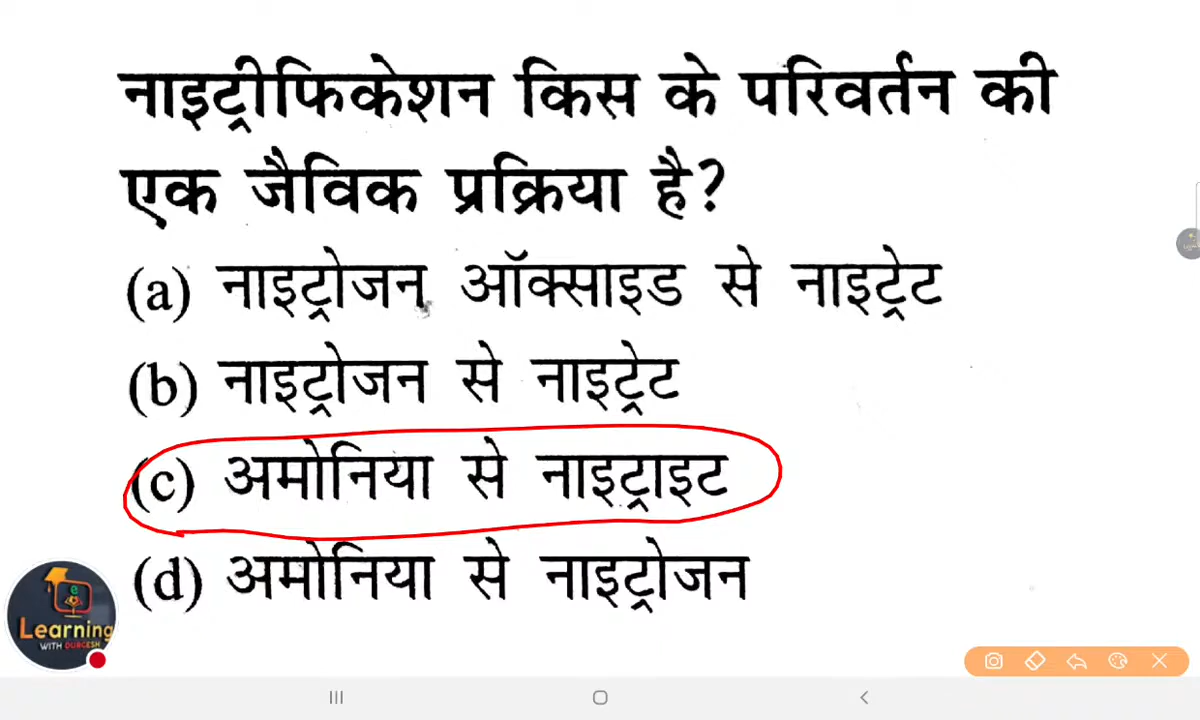 नाइट्रीफिकेशन किस के परिवर्तन की
एक जैविक प्रक्रिया है?
(a) नाइट्रोजन ऑक्साइड से नाइट्रेट
(b) नाइट्रोजन से नाइट्रेट
(c) अमोनिया से नाइट्राइट
(d) अमोनिया से नाइट्रोजन
e
Learning
WITH DURGESH